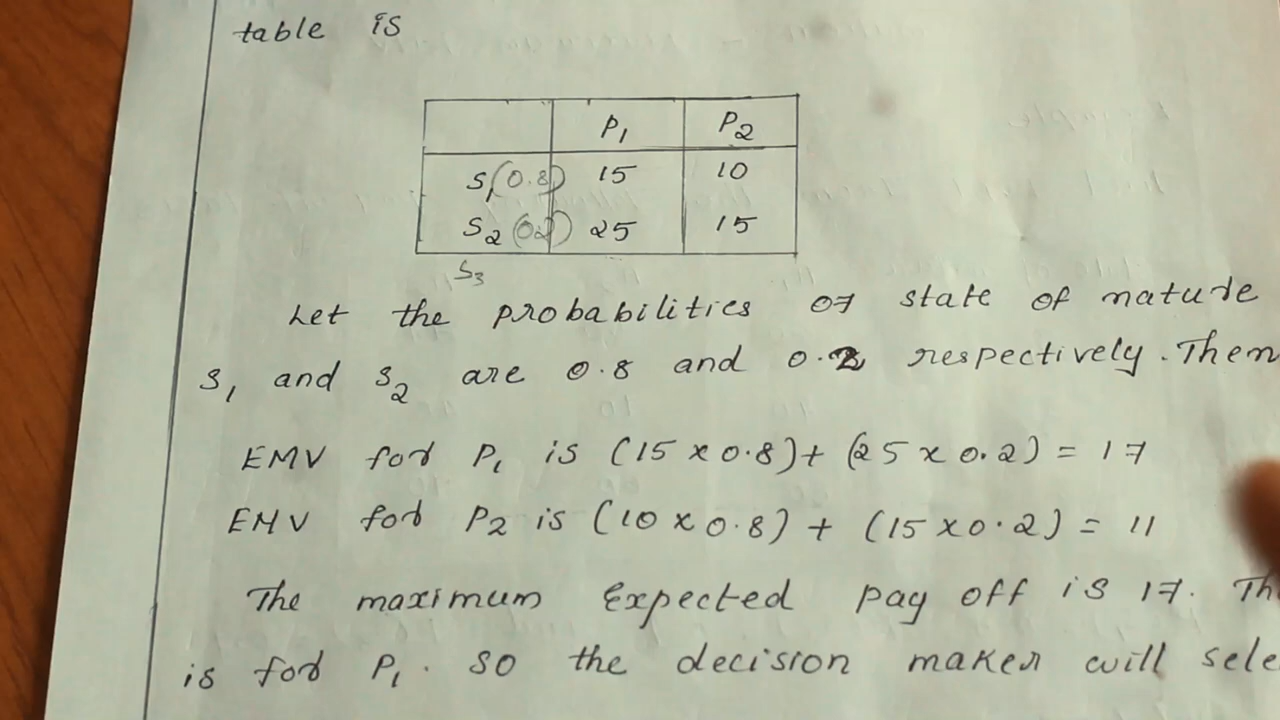 table is
P1 P2
S1(0.8) 15 10
S2(0.2) 25 15
S3
Let the probabilities of state of nature
S1 and S2 are 0.8 and 0.2 respectively. Then
EMV for P1 is (15 x 0.8) + (25 x 0.2) = 17
EMV for P2 is (10 x 0.8) + (15 x 0.2) = 11
The maximum Expected pay off is 17. Th
is for P1. So the decision maker will sele